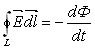 ∮_L E⃗dl⃗ = − dΦ/dt